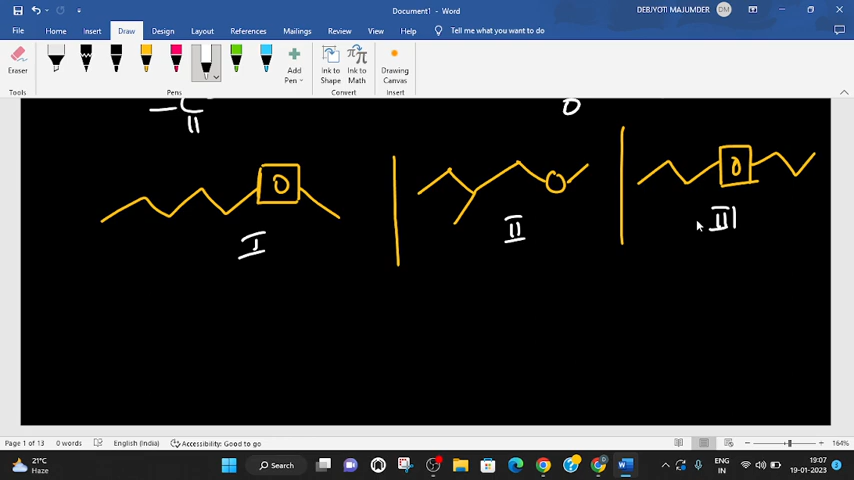 Document1 - Word
DEBJYOTI MAJUMDER
DM
File
Home
Insert
Draw
Design
Layout
References
Mailings
Review
View
Help
Tell me what you want to do
Eraser
Add Pen
Ink to Shape
Ink to Math
Drawing Canvas
Tools
Pens
Convert
Insert
C
O
O
O
O
I
II
III
Page 1 of 13
0 words
English (India)
Accessibility: Good to go
164%
21°C
Haze
Search
ENG
IN
19:07
19-01-2023
3